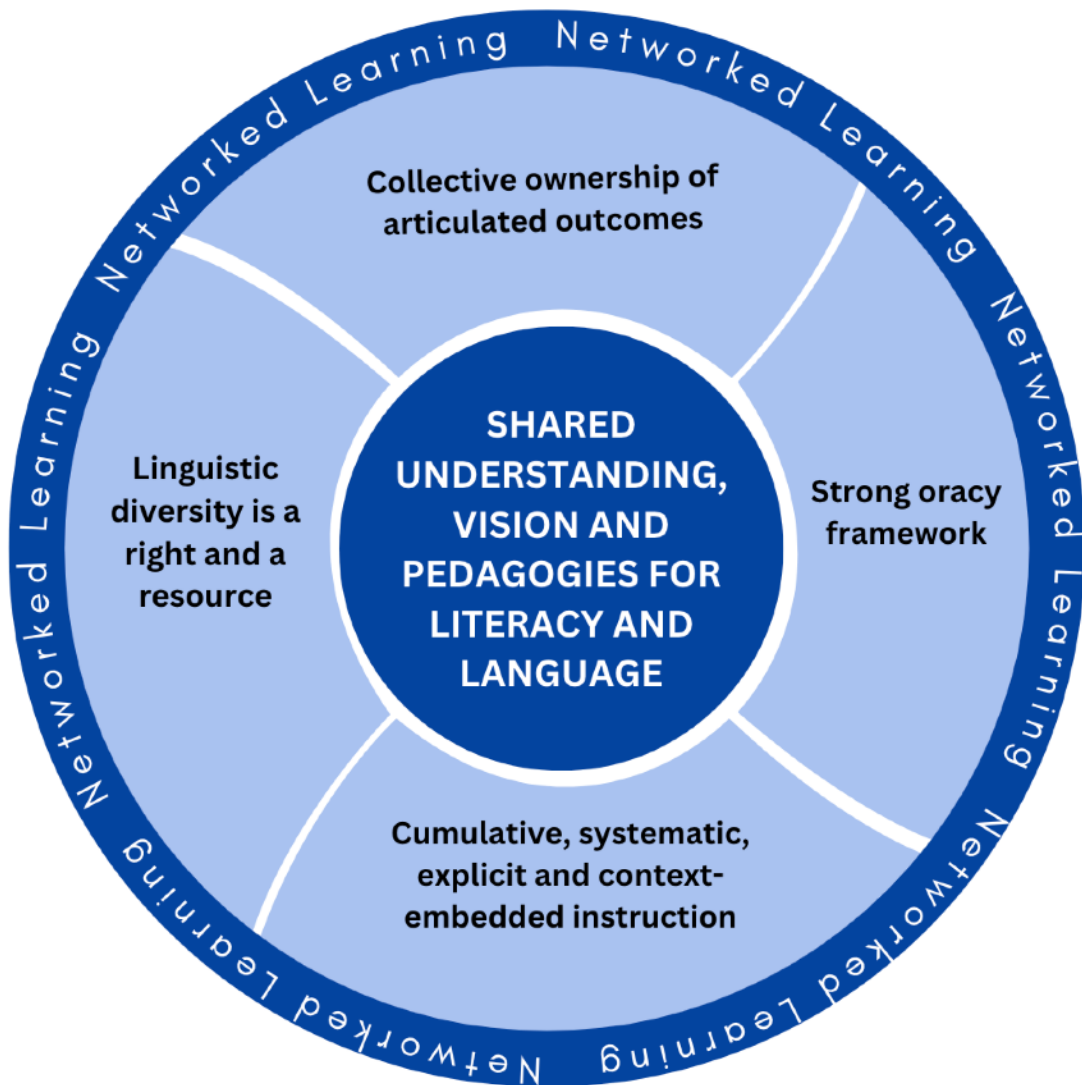 Networked Learning
Networked Learning
Networked Learning
Networked Learning
Networked Learning
Networked Learning
Collective ownership of
articulated outcomes
Strong oracy
framework
Cumulative, systematic,
explicit and context-
embedded instruction
Linguistic
diversity is a
right and a
resource
SHARED
UNDERSTANDING,
VISION AND
PEDAGOGIES FOR
LITERACY AND
LANGUAGE